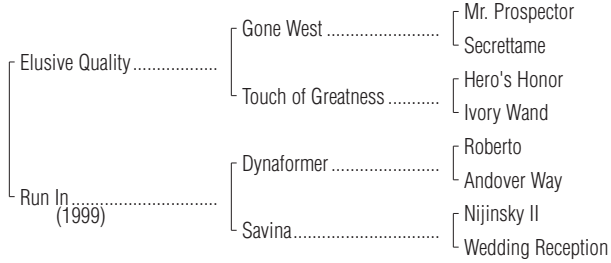 Mr. Prospector
Gone West ...................
Secrettame
Elusive Quality.................
Hero's Honor
Touch of Greatness ...........
Ivory Wand
Roberto
Dynaformer ..................
Andover Way
Run In.............................
(1999)
Nijinsky II
Savina.............................
Wedding Reception